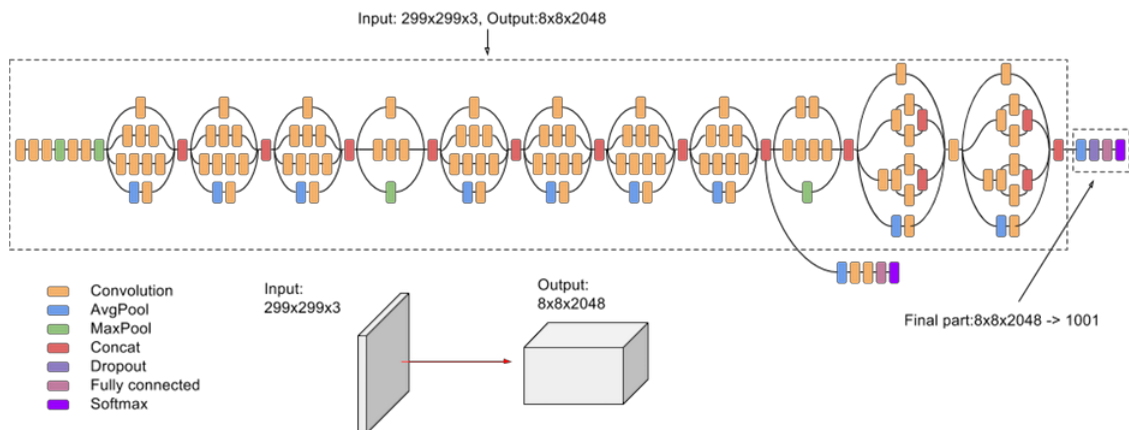 Input: 299x299x3, Output:8x8x2048
Input:
299x299x3
Output:
8x8x2048
Convolution
AvgPool
MaxPool
Concat
Dropout
Fully connected
Softmax
Final part:8x8x2048 -> 1001